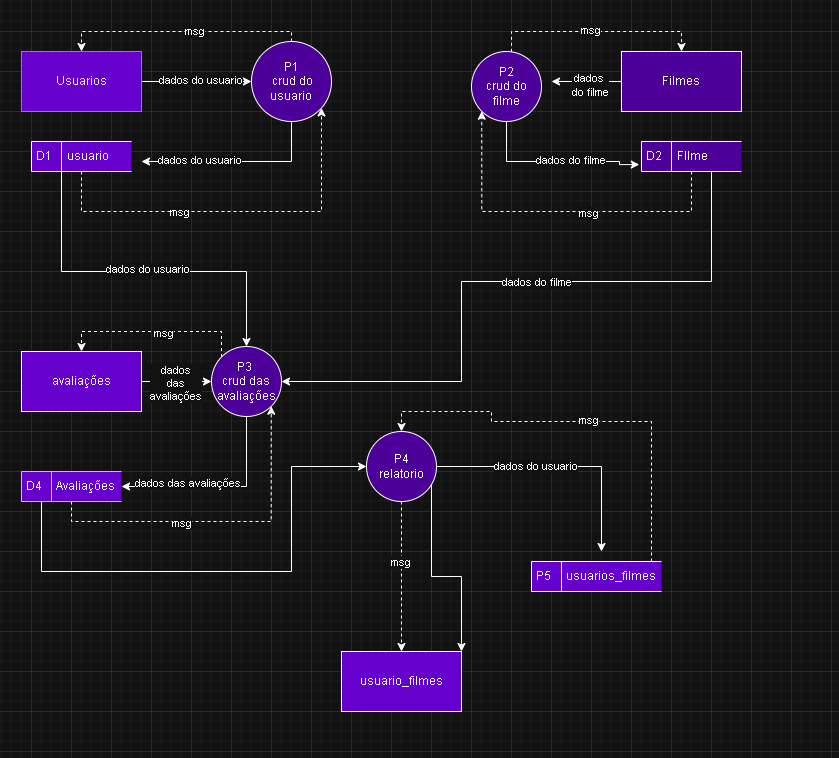 msg
msg
Usuarios
dados do usuario
P1
crud do
usuario
P2
crud do
filme
dados
do filme
Filmes
D1
usuario
dados do usuario
dados do filme
D2
FIlme
msg
msg
dados do usuario
dados do filme
msg
avaliações
dados
das
avaliações
P3
crud das
avaliações
msg
P4
relatorio
dados do usuario
D4
Avaliações
dados das avaliações
msg
msg
P5
usuarios_filmes
usuario_filmes